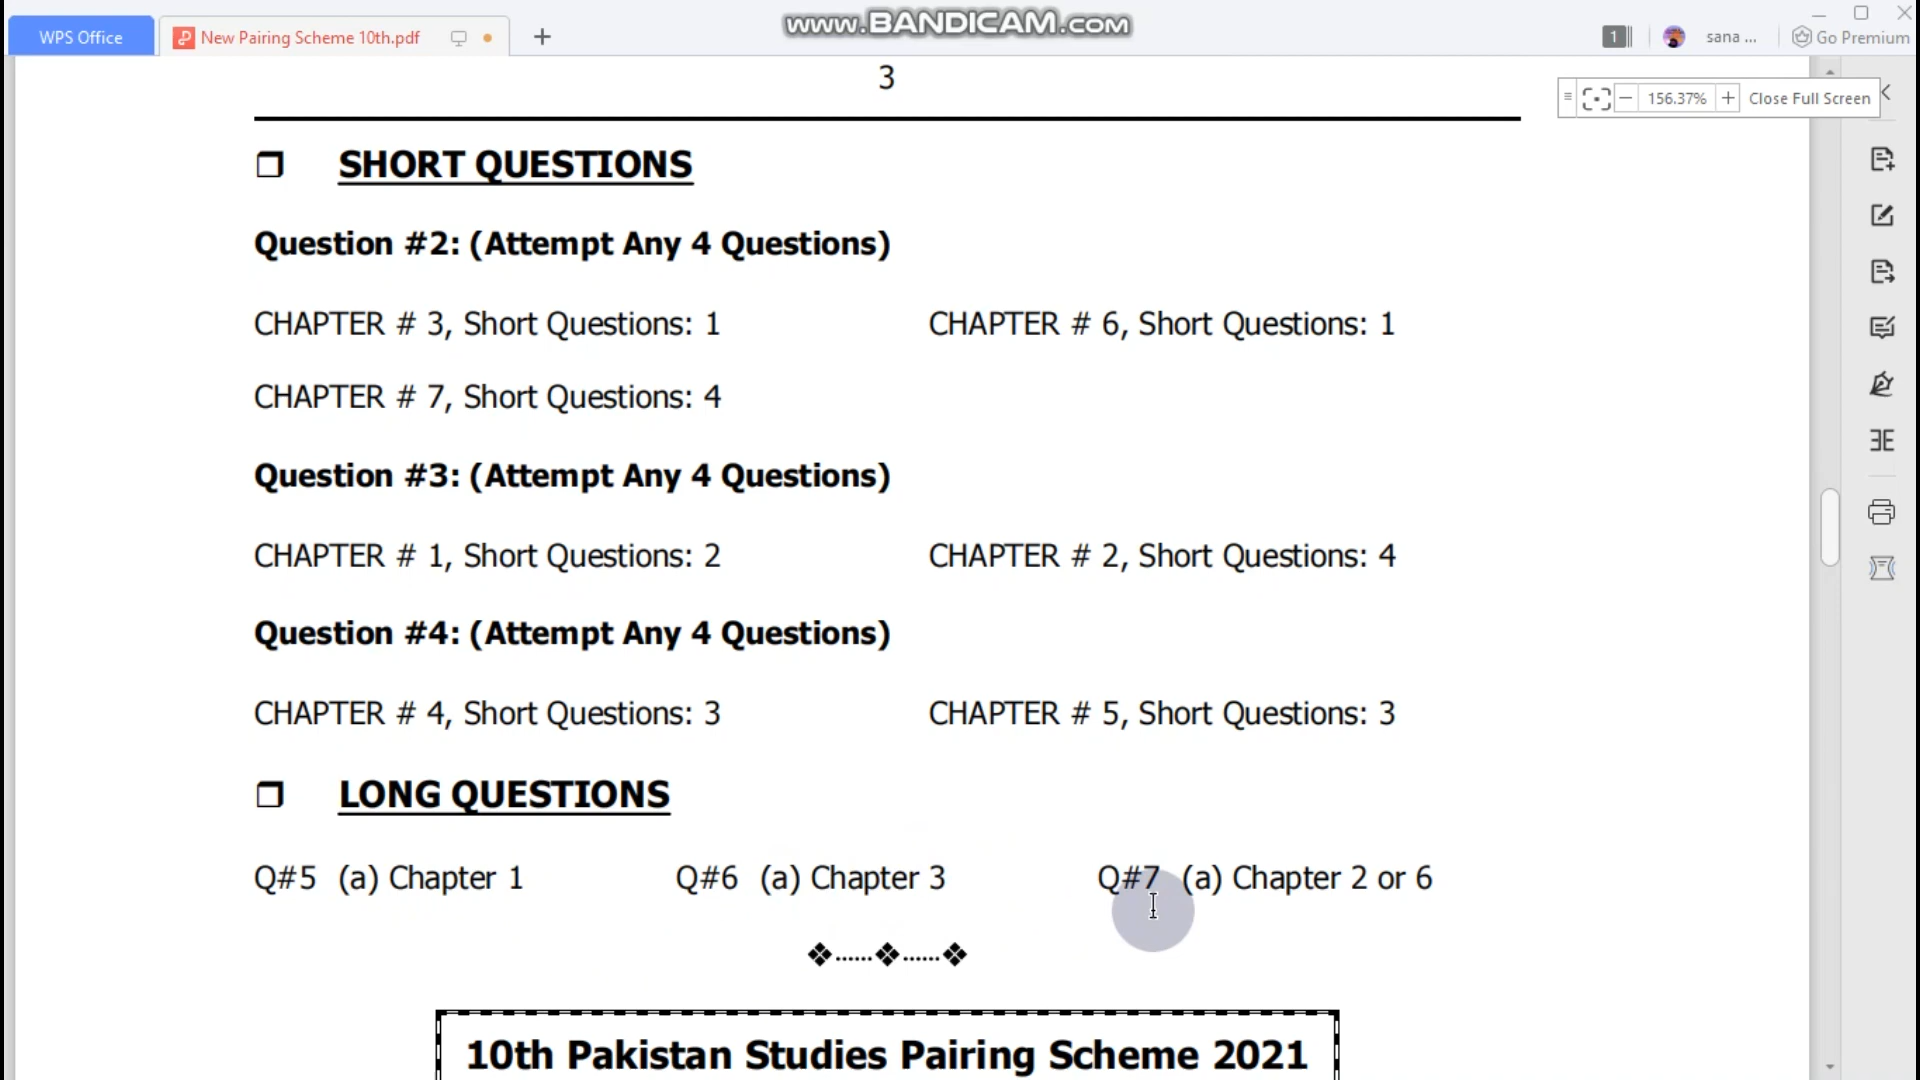 www.BANDICAM.com
WPS Office
New Pairing Scheme 10th.pdf
1
sana ...
Go Premium
3
156.37%
Close Full Screen
SHORT QUESTIONS
Question #2: (Attempt Any 4 Questions)
CHAPTER # 3, Short Questions: 1 CHAPTER # 6, Short Questions: 1
CHAPTER # 7, Short Questions: 4
Question #3: (Attempt Any 4 Questions)
CHAPTER # 1, Short Questions: 2 CHAPTER # 2, Short Questions: 4
Question #4: (Attempt Any 4 Questions)
CHAPTER # 4, Short Questions: 3 CHAPTER # 5, Short Questions: 3
LONG QUESTIONS
Q#5 (a) Chapter 1 Q#6 (a) Chapter 3 Q#7 (a) Chapter 2 or 6
❖......❖......❖
10th Pakistan Studies Pairing Scheme 2021